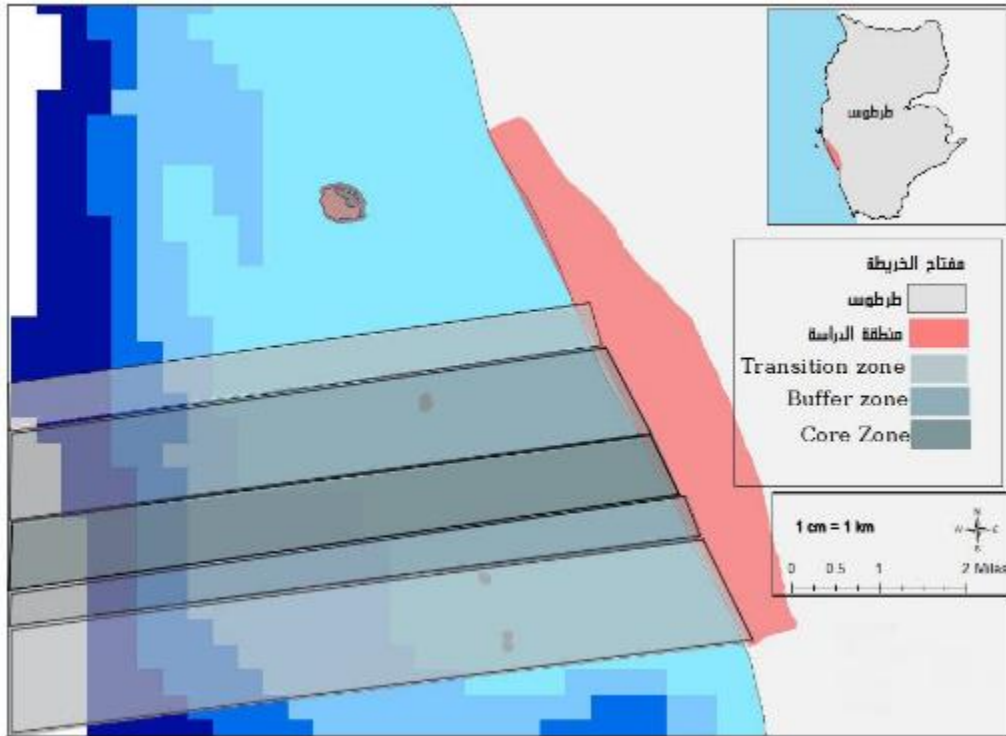 طرطوس
مفتاح الخريطة
طرطوس
منطقة الدراسة
Transition zone
Buffer zone
Core Zone
1 cm = 1 km
N
W
E
S
0 0.5 1 2 Miles